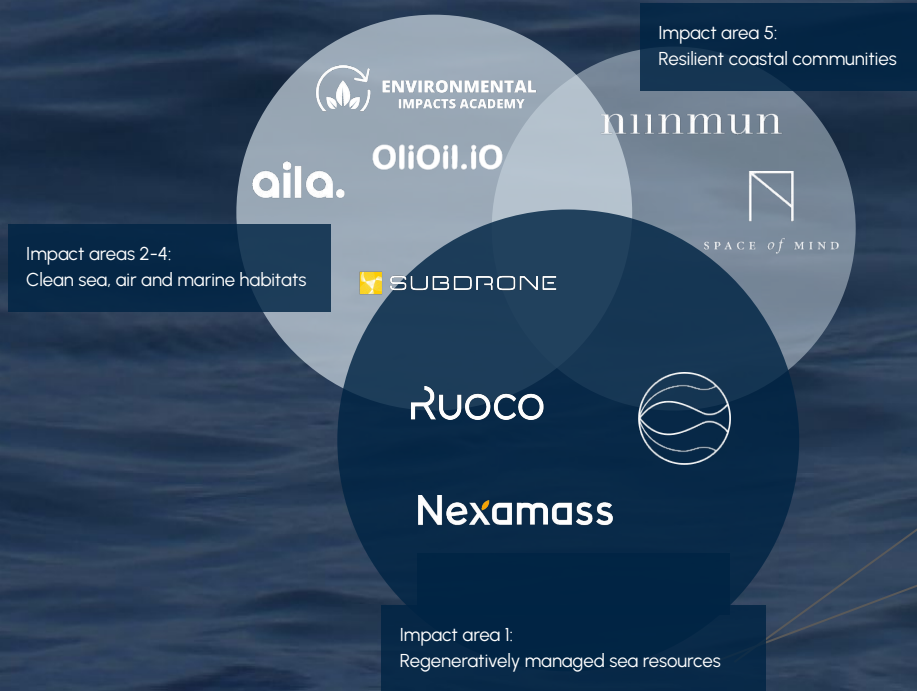 Impact area 5:
Resilient coastal communities
ENVIRONMENTAL
IMPACTS ACADEMY
niinmun
OliOil.iO
aila.
SPACE of MIND
Impact areas 2-4:
Clean sea, air and marine habitats
SUBDRONE
RUOCO
Nexamass
Impact area 1:
Regeneratively managed sea resources